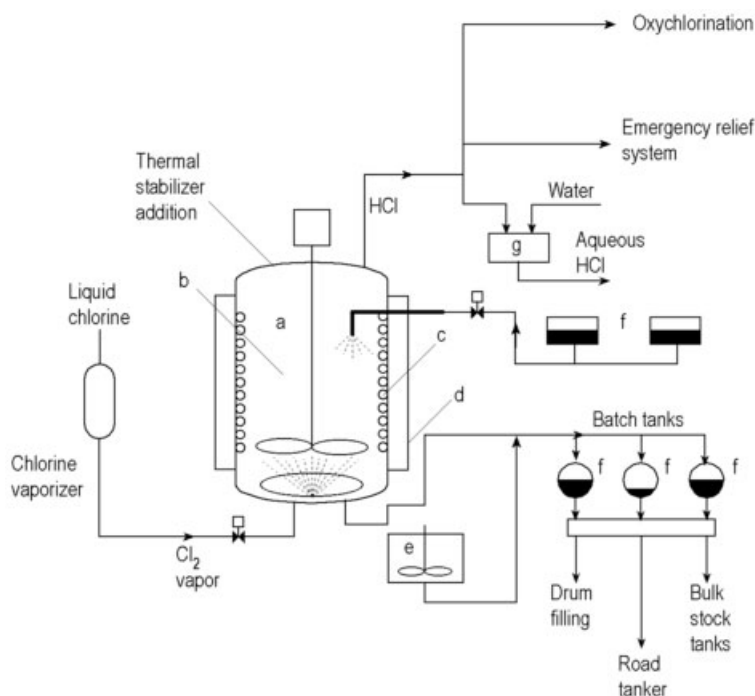 Oxychlorination
Emergency relief
system
Thermal
stabilizer
addition
HCl
Water
g
Aqueous
HCl
b
a
Liquid
chlorine
f
c
d
Chlorine
vaporizer
Batch tanks
f
f
f
e
Cl2
vapor
Drum
filling
Bulk
stock
tanks
Road
tanker